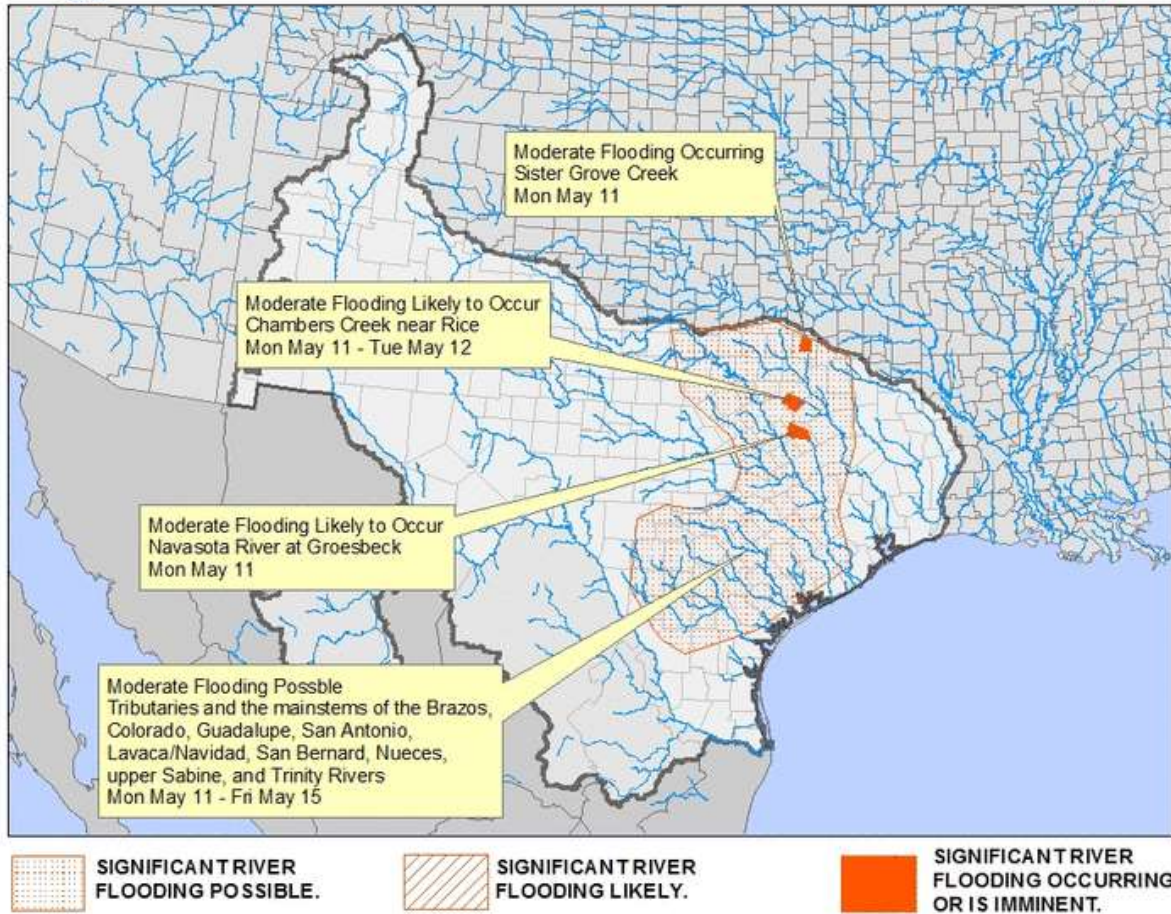 Moderate Flooding Occurring
Sister Grove Creek
Mon May 11
Moderate Flooding Likely to Occur
Chambers Creek near Rice
Mon May 11 - Tue May 12
Moderate Flooding Likely to Occur
Navasota River at Groesbeck
Mon May 11
Moderate Flooding Possble
Tributaries and the mainstems of the Brazos,
Colorado, Guadalupe, San Antonio,
Lavaca/Navidad, San Bernard, Nueces,
upper Sabine, and Trinity Rivers
Mon May 11 - Fri May 15
SIGNIFICANT RIVER
FLOODING POSSIBLE.
SIGNIFICANT RIVER
FLOODING LIKELY.
SIGNIFICANT RIVER
FLOODING OCCURRING
OR IS IMMINENT.